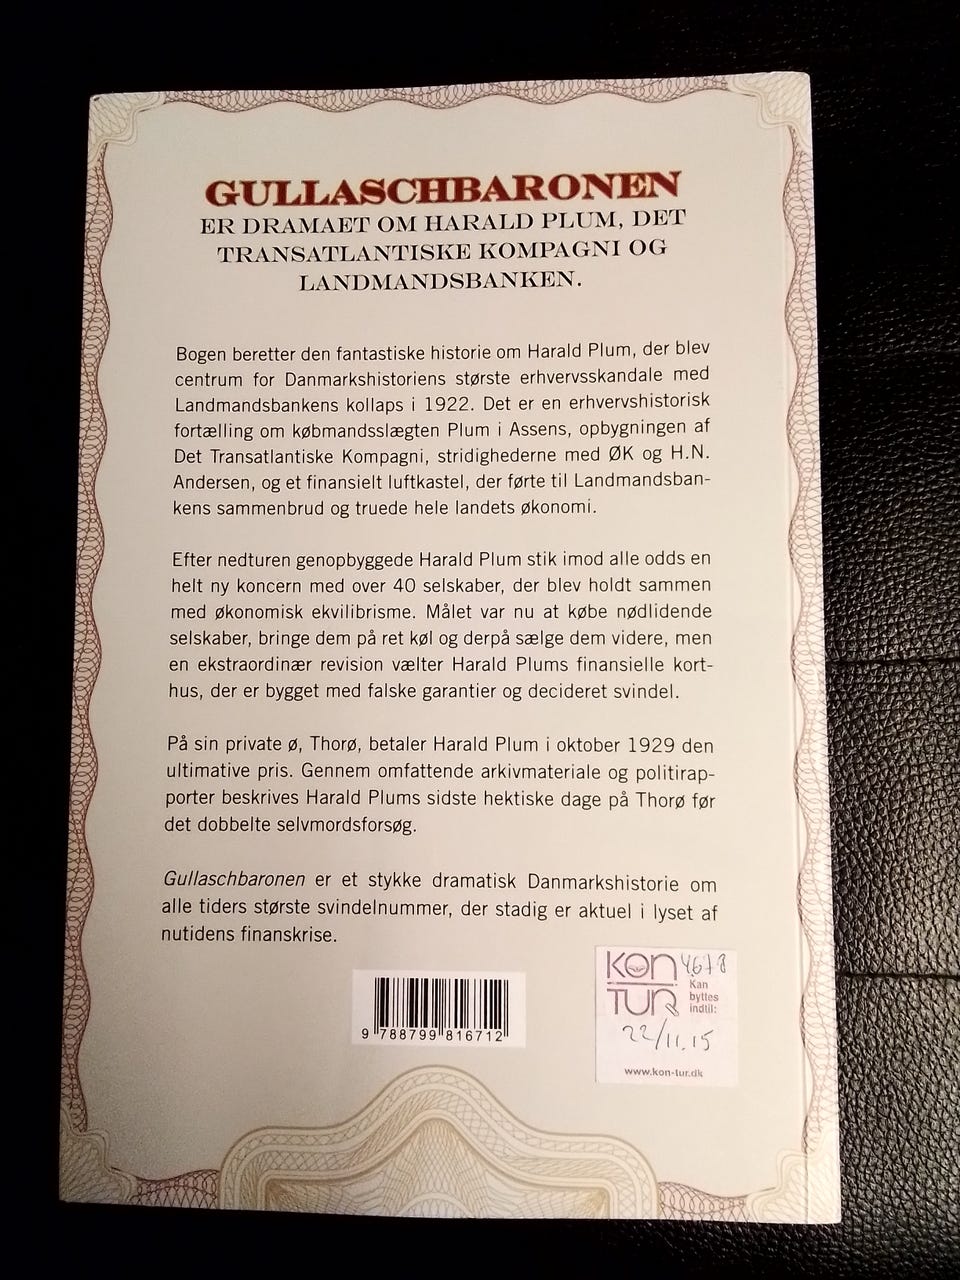 GULLASCHBARONEN
ER DRAMAET OM HARALD PLUM, DET
TRANSATLANTISKE KOMPAGNI OG
LANDMANDSBANKEN.
Bogen beretter den fantastiske historie om Harald Plum, der blev
centrum for Danmarkshistoriens største erhvervsskandale med
Landmandsbankens kollaps i 1922. Det er en erhvervshistorisk
fortælling om købmandsslægten Plum i Assens, opbygningen af
Det Transatlantiske Kompagni, stridighederne med ØK og H.N.
Andersen, og et finansielt luftkastel, der førte til Landmandsban-
kens sammenbrud og truede hele landets økonomi.
Efter nedturen genopbyggede Harald Plum stik imod alle odds en
helt ny koncern med over 40 selskaber, der blev holdt sammen
med økonomisk ekvilibrisme. Målet var nu at købe nødlidende
selskaber, bringe dem på ret køl og derpå sælge dem videre, men
en ekstraordinær revision vælter Harald Plums finansielle kort-
hus, der er bygget med falske garantier og decideret svindel.
På sin private ø, Thorø, betaler Harald Plum i oktober 1929 den
ultimative pris. Gennem omfattende arkivmateriale og politirap-
porter beskrives Harald Plums sidste hektiske dage på Thorø før
det dobbelte selvmordsforsøg.
Gullaschbaronen er et stykke dramatisk Danmarkshistorie om
alle tiders største svindelnummer, der stadig er aktuel i lyset af
nutidens finanskrise.
9 788799 816712
KON
TUR
4678
Kan
byttes
indtil:
22/11.15
www.kon-tur.dk